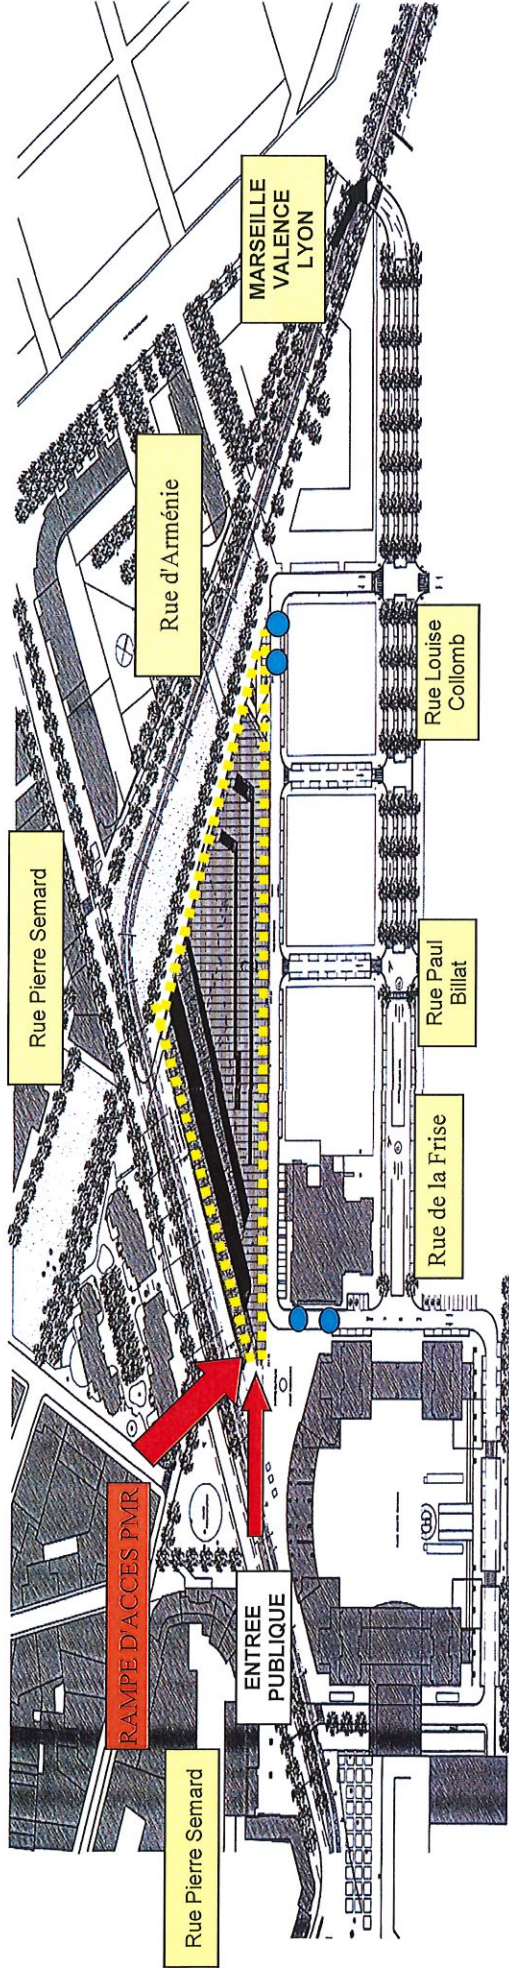 Rue Pierre Semard
RAMPE D'ACCES PMR
ENTREE
PUBLIQUE
Rue Pierre Semard
Rue d'Arménie
MARSEILLE
VALENCE
LYON
Rue de la Frise
Rue Paul
Billat
Rue Louise
Collomb